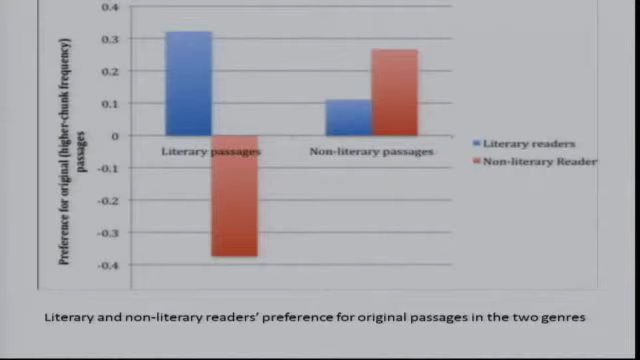 0.4
0.3
0.2
0.1
0
-0.1
-0.2
-0.3
-0.4
Preference for original (higher-chunk frequency)
passages
Literary passages
Non-literary passages
Literary readers
Non-literary Reader
Literary and non-literary readers' preference for original passages in the two genres